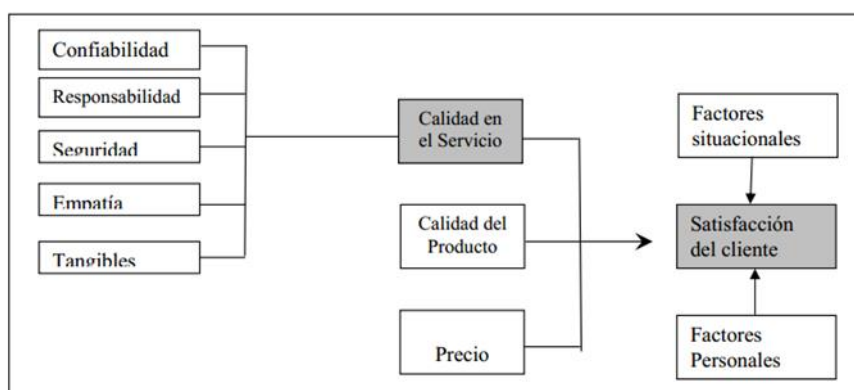 Confiabilidad
Responsabilidad
Seguridad
Empatía
Tangibles
Calidad en
el Servicio
Calidad del
Producto
Precio
Factores
situacionales
Satisfacción
del cliente
Factores
Personales